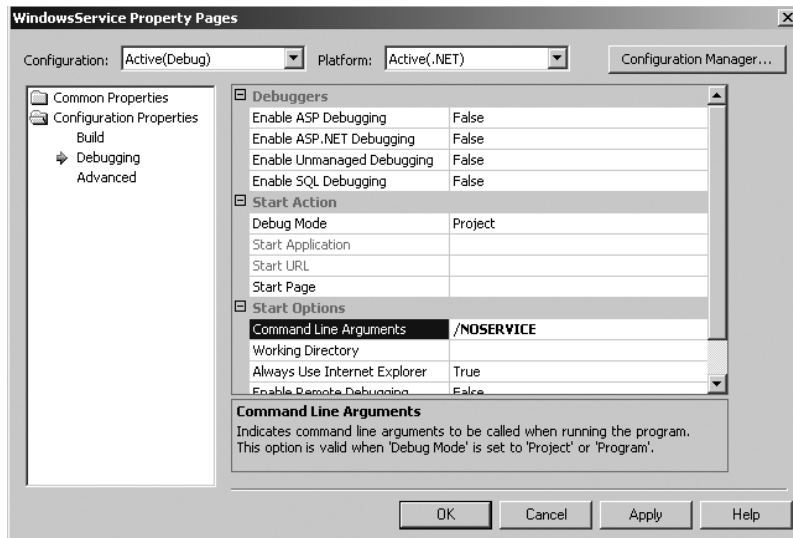 WindowsService Property Pages
Configuration: Active(Debug) Platform: Active(.NET) Configuration Manager...
Common Properties
Configuration Properties
Build
Debugging
Advanced
Debuggers
Enable ASP Debugging False
Enable ASP.NET Debugging False
Enable Unmanaged Debugging False
Enable SQL Debugging False
Start Action
Debug Mode Project
Start Application
Start URL
Start Page
Start Options
Command Line Arguments /NOSERVICE
Working Directory
Always Use Internet Explorer True
Enable Remote Debugging False
Command Line Arguments
Indicates command line arguments to be called when running the program.
This option is valid when 'Debug Mode' is set to 'Project' or 'Program'.
OK Cancel Apply Help